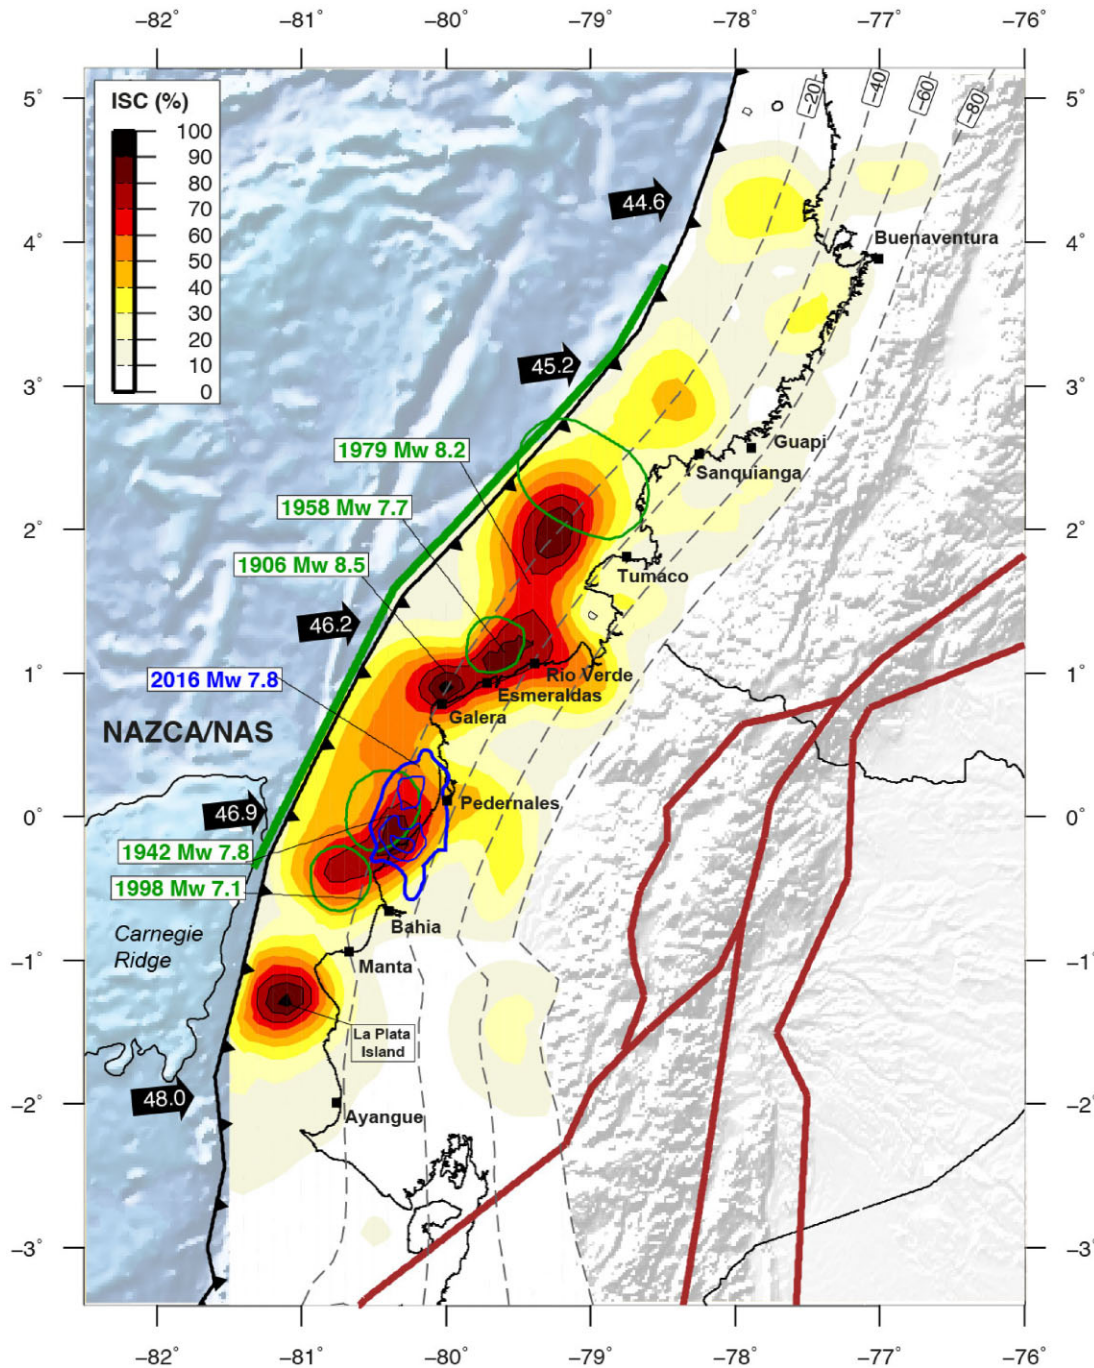 −82° −81° −80° −79° −78° −77° −76°
ISC (%)
100
90
80
70
60
50
40
30
20
10
0
−20 −40 −60 −80
5° 5°
44.6
4° 4°
Buenaventura
45.2
3° 3°
1979 Mw 8.2
Guapi
Sanquianga
1958 Mw 7.7
2° 2°
1906 Mw 8.5
Tumaco
46.2
1° 1°
2016 Mw 7.8
Rio Verde
Esmeraldas
Galera
NAZCA/NAS
Pedernales
46.9
0° 0°
1942 Mw 7.8
1998 Mw 7.1
Bahia
Carnegie
Ridge
−1° −1°
Manta
La Plata
Island
48.0
−2° −2°
Ayangue
−3° −3°
−82° −81° −80° −79° −78° −77° −76°